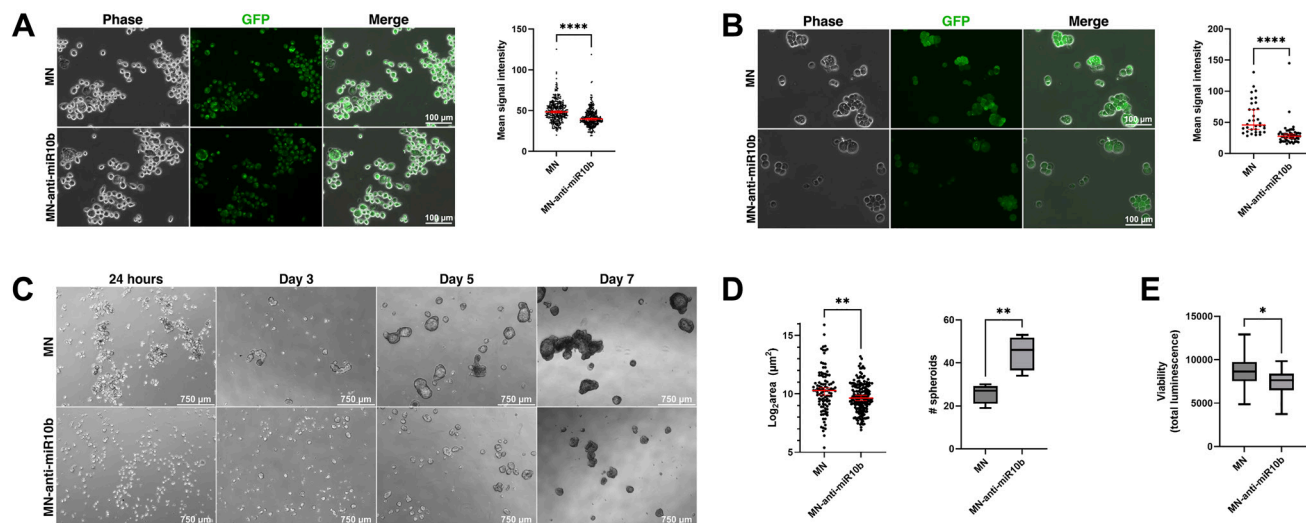 A
Phase GFP Merge
MN
100 µm
MN-anti-miR10b
100 µm
****
Mean signal intensity
150
100
50
0
MN
MN-anti-miR10b
B
Phase GFP Merge
MN
100 µm
MN-anti-miR10b
100 µm
****
Mean signal intensity
200
150
100
50
0
MN
MN-anti-miR10b
C
24 hours Day 3 Day 5 Day 7
MN
750 µm 750 µm 750 µm 750 µm
MN-anti-miR10b
750 µm 750 µm 750 µm 750 µm
D
**
Log₂area (µm²)
15
10
5
MN
MN-anti-miR10b
**
# spheroids
60
40
20
0
MN
MN-anti-miR10b
E
*
Viability
(total luminescence)
15000
10000
5000
0
MN
MN-anti-miR10b